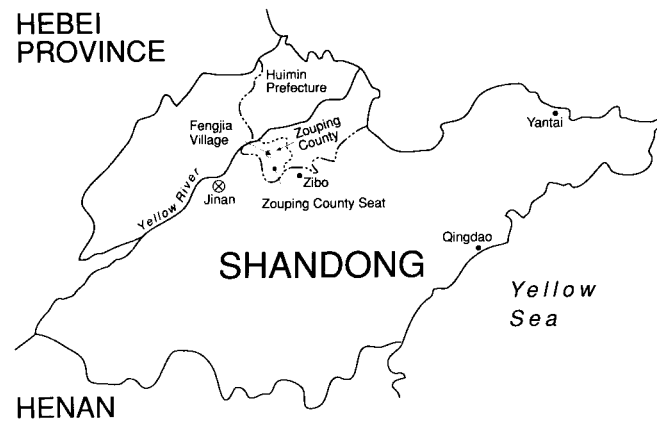 HEBEI
PROVINCE
Huimin
Prefecture
Fengjia
Village
Zouping
County
Yantai
Zibo
Yellow River
Jinan
Zouping County Seat
Qingdao
SHANDONG
Yellow
Sea
HENAN